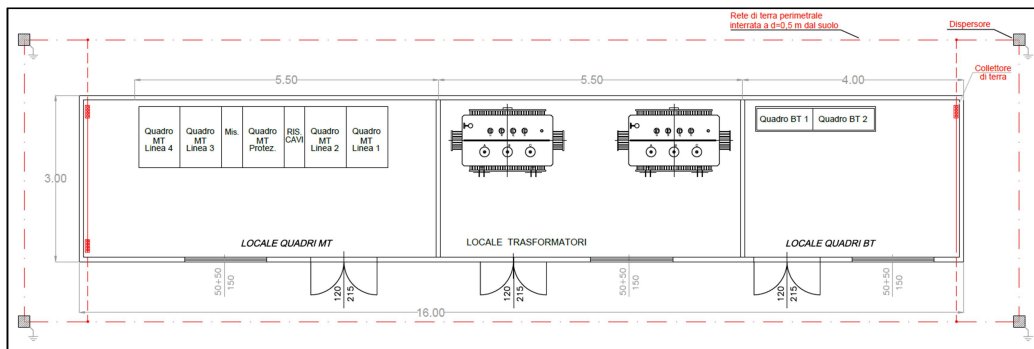 Rete di terra perimetrale
interrata a d=0,5 m dal suolo
Dispersore
Collettore
di terra
5.50
5.50
4.00
3.00
Quadro
MT
Linea 4
Quadro
MT
Linea 3
Mis.
Quadro
MT
Protez.
RIS.
CAVI
Quadro
MT
Linea 2
Quadro
MT
Linea 1
Quadro BT 1
Quadro BT 2
LOCALE QUADRI MT
LOCALE TRASFORMATORI
LOCALE QUADRI BT
50+50
150
120
215
120
215
50+50
150
120
215
50+50
150
16.00